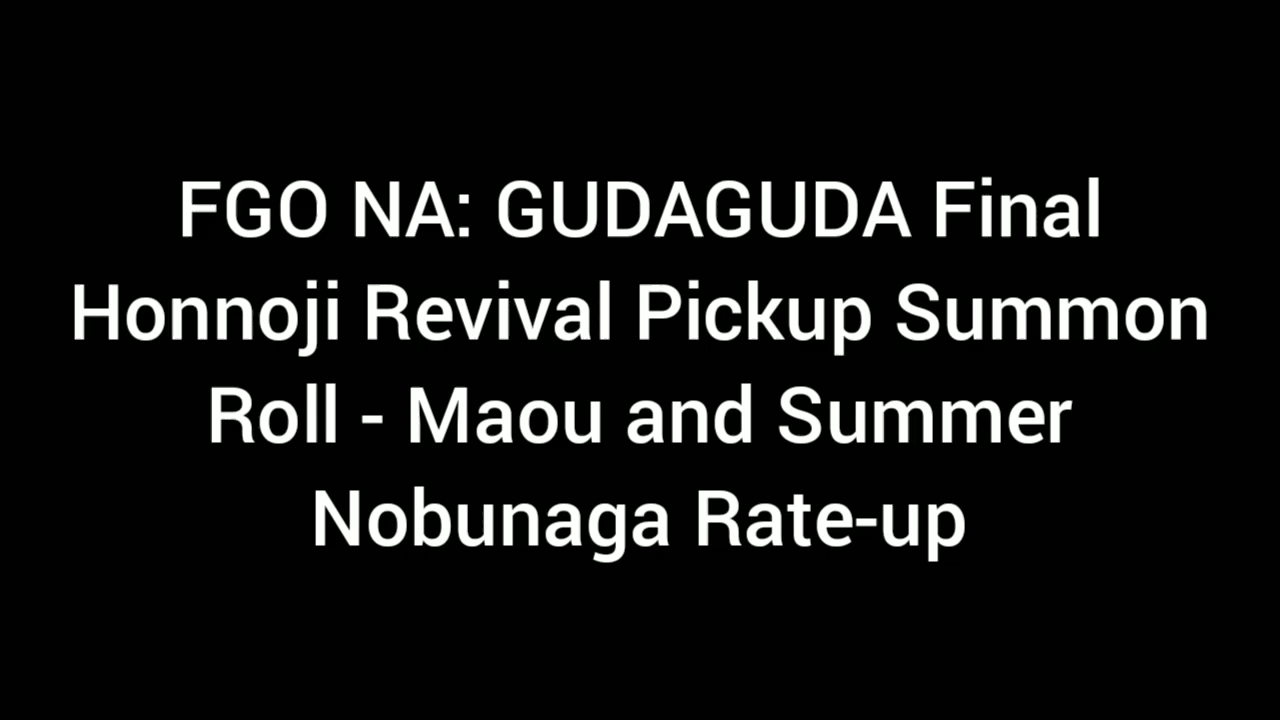 FGO NA: GUDAGUDA Final
Honnoji Revival Pickup Summon
Roll - Maou and Summer
Nobunaga Rate-up